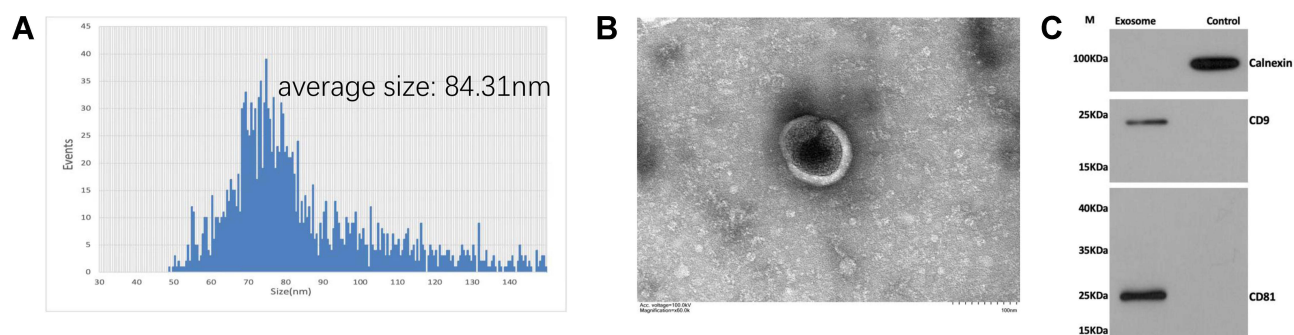 A
45
40
35
30
25
20
15
10
5
0
Events
average size: 84.31nm
30 40 50 60 70 80 90 100 110 120 130 140
Size(nm)
B
Acc. voltage=100.0kV
Magnification=x60.0k
100nm
C
M Exosome Control
100KDa Calnexin
25KDa CD9
15KDa
40KDa
35KDa
25KDa CD81
15KDa